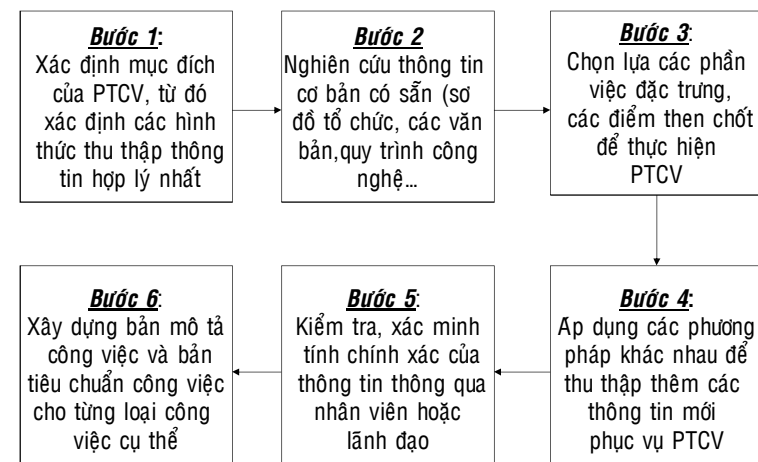 Bước 1:
Xác định mục đích
của PTCV, từ đó
xác định các hình
thức thu thập thông
tin hợp lý nhất
Bước 2
Nghiên cứu thông tin
cơ bản có sẵn (sơ
đồ tổ chức, các văn
bản,quy trình công
nghệ...
Bước 3:
Chọn lựa các phần
việc đặc trưng,
các điểm then chốt
để thực hiện
PTCV
Bước 4:
Áp dụng các phương
pháp khác nhau để
thu thập thêm các
thông tin mới
phục vụ PTCV
Bước 5:
Kiểm tra, xác minh
tính chính xác của
thông tin thông qua
nhân viên hoặc
lãnh đạo
Bước 6:
Xây dựng bản mô tả
công việc và bản
tiêu chuẩn công việc
cho từng loại công
việc cụ thể